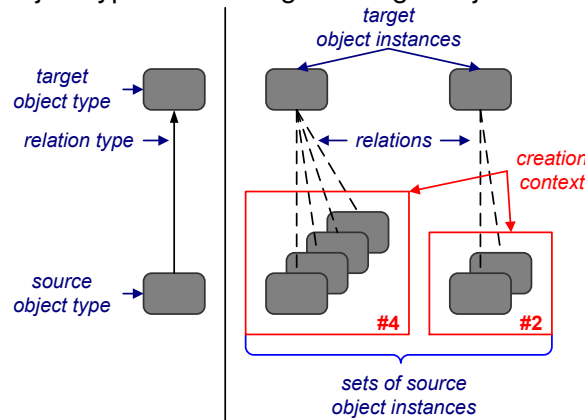 target
object instances
target
object type
relation type
relations
creation
context
source
object type
#4
#2
sets of source
object instances